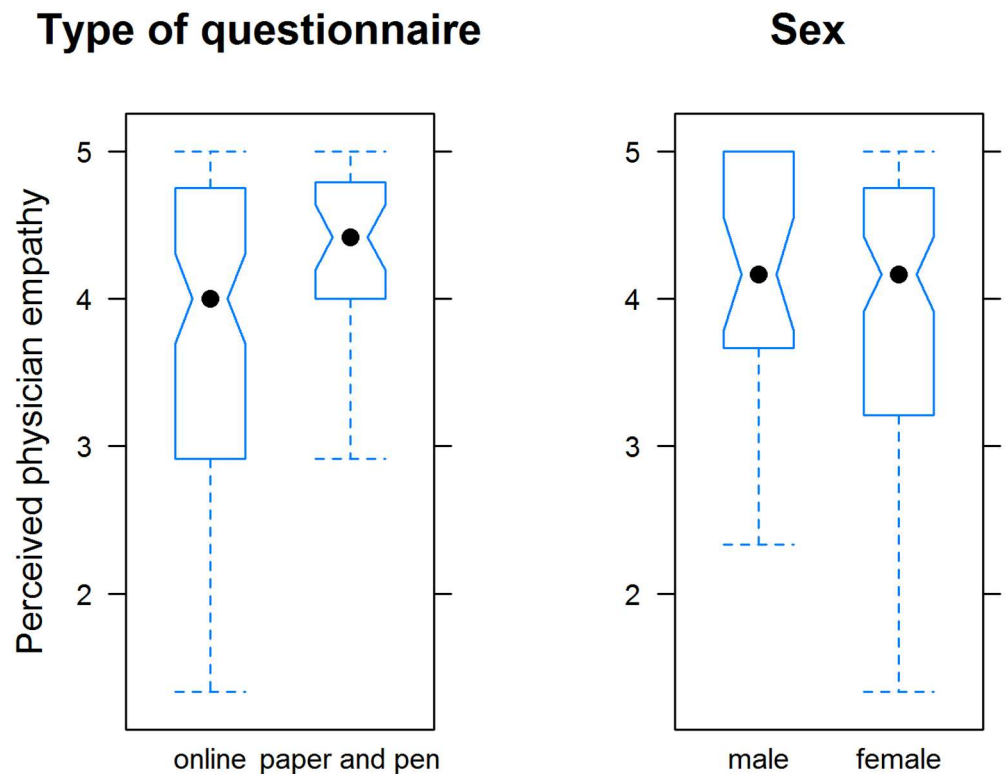 Type of questionnaire
Sex
Perceived physician empathy
5
4
3
2
online
paper and pen
5
4
3
2
male
female